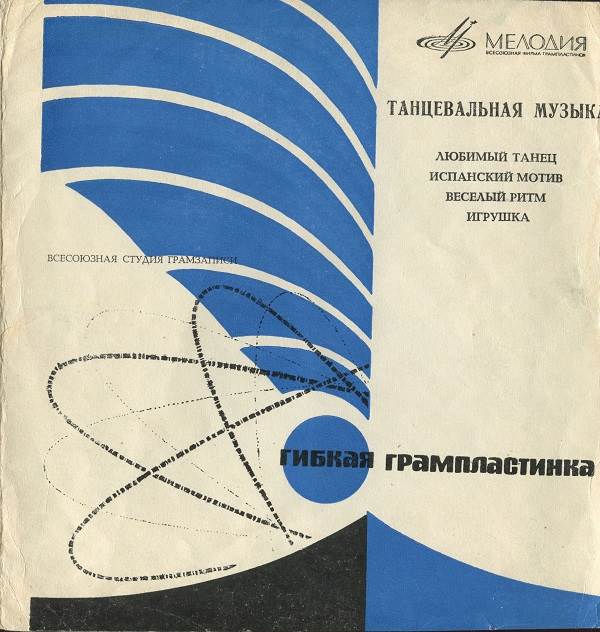 МЕЛОДИЯ
ВСЕСОЮЗНАЯ ФИРМА ГРАМПЛАСТИНОК
ТАНЦЕВАЛЬНАЯ МУЗЫКА
ЛЮБИМЫЙ ТАНЕЦ
ИСПАНСКИЙ МОТИВ
ВЕСЕЛЫЙ РИТМ
ИГРУШКА
ВСЕСОЮЗНАЯ СТУДИЯ ГРАМЗАПИСИ
ГИБКАЯ ГРАМПЛАСТИНКА